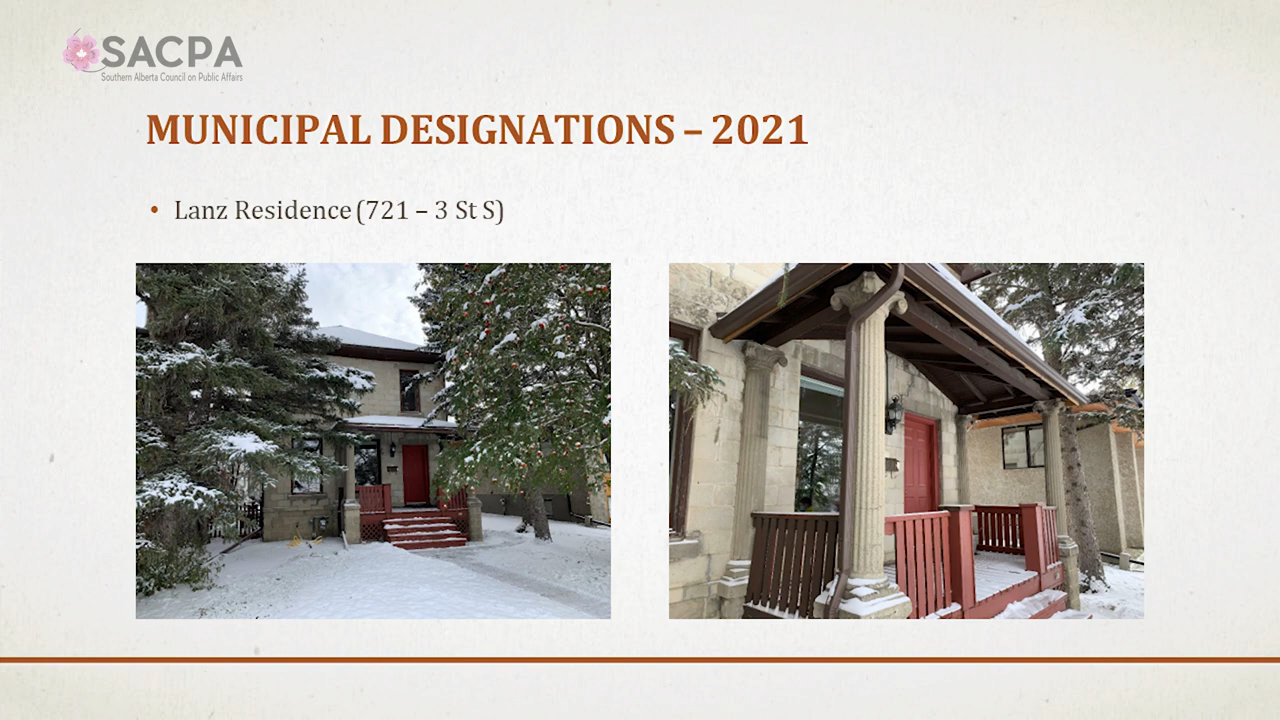 SACPA
Southern Alberta Council on Public Affairs
MUNICIPAL DESIGNATIONS – 2021
• Lanz Residence (721 – 3 St S)